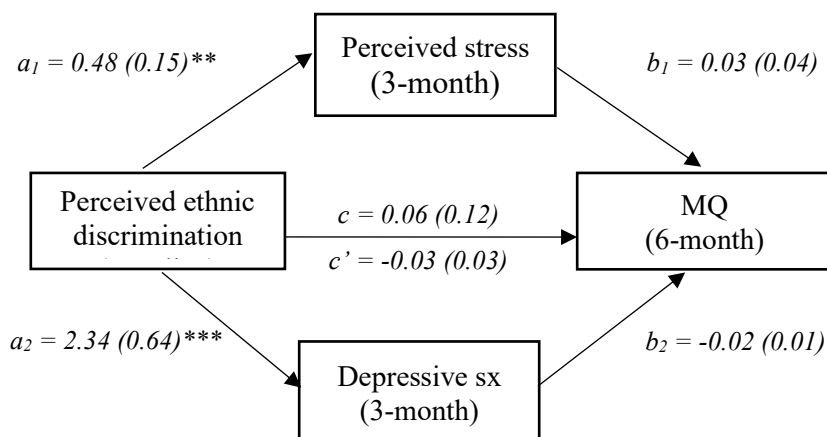 Perceived stress
(3-month)
a1 = 0.48 (0.15)**
b1 = 0.03 (0.04)
Perceived ethnic
discrimination
c = 0.06 (0.12)
c’ = -0.03 (0.03)
MQ
(6-month)
a2 = 2.34 (0.64)***
b2 = -0.02 (0.01)
Depressive sx
(3-month)